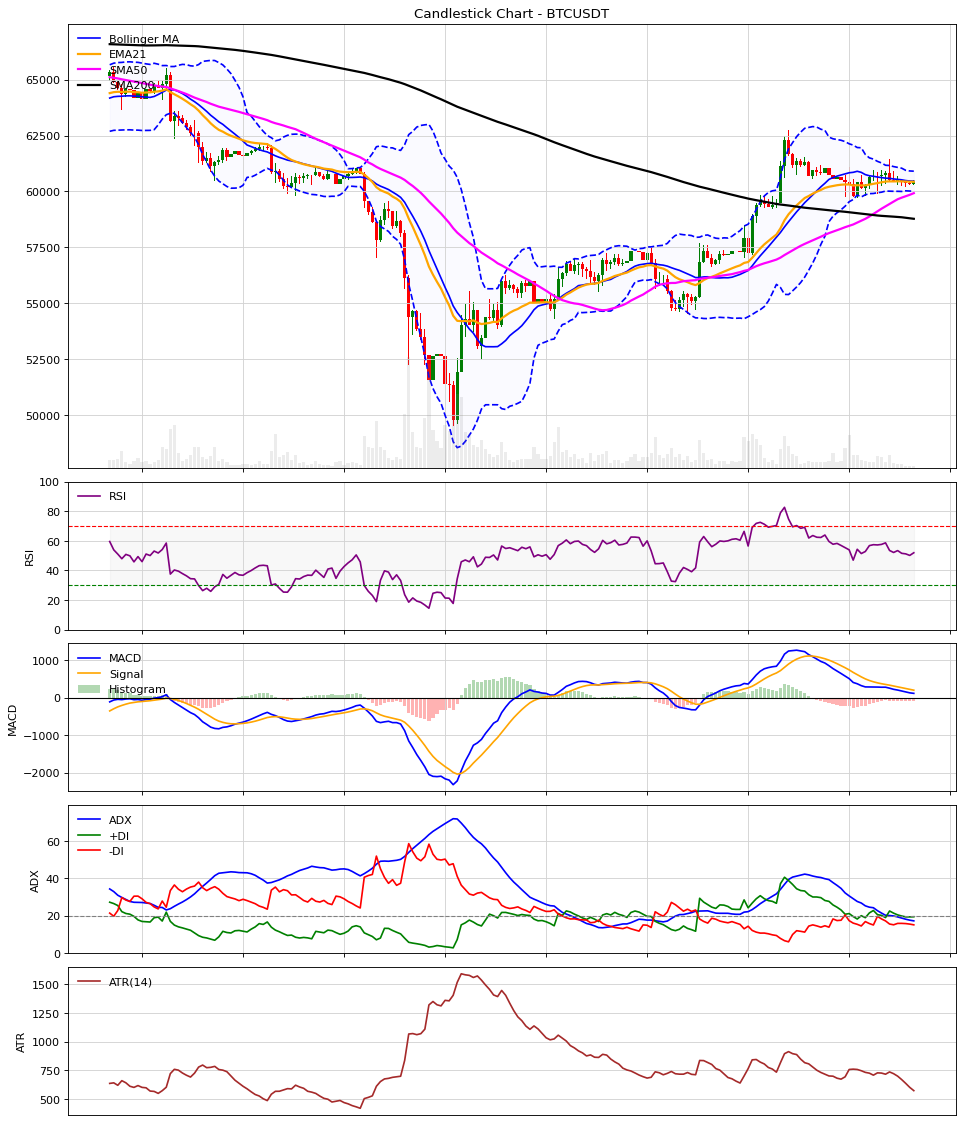 Candlestick Chart - BTCUSDT
Bollinger MA
EMA21
SMA50
SMA200
65000
62500
60000
57500
55000
52500
50000
RSI
100
80
60
40
20
0
RSI
MACD
Signal
Histogram
1000
0
−1000
−2000
MACD
ADX
+DI
-DI
60
40
20
0
ADX
ATR(14)
1500
1250
1000
750
500
ATR